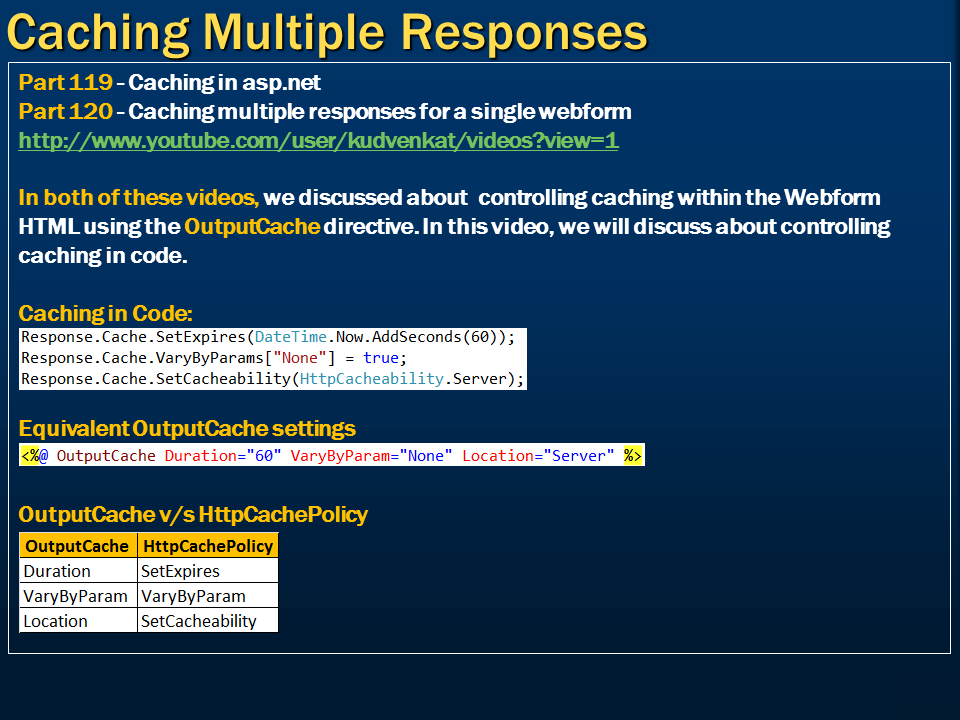 Caching Multiple Responses
Part 119 - Caching in asp.net
Part 120 - Caching multiple responses for a single webform
http://www.youtube.com/user/kudvenkat/videos?view=1
In both of these videos, we discussed about  controlling caching within the Webform
HTML using the OutputCache directive. In this video, we will discuss about controlling
caching in code.
Caching in Code:
Response.Cache.SetExpires(DateTime.Now.AddSeconds(60));
Response.Cache.VaryByParams["None"] = true;
Response.Cache.SetCacheability(HttpCacheability.Server);
Equivalent OutputCache settings
<%@ OutputCache Duration="60" VaryByParam="None" Location="Server" %>
OutputCache v/s HttpCachePolicy
OutputCache HttpCachePolicy
Duration SetExpires
VaryByParam VaryByParam
Location SetCacheability